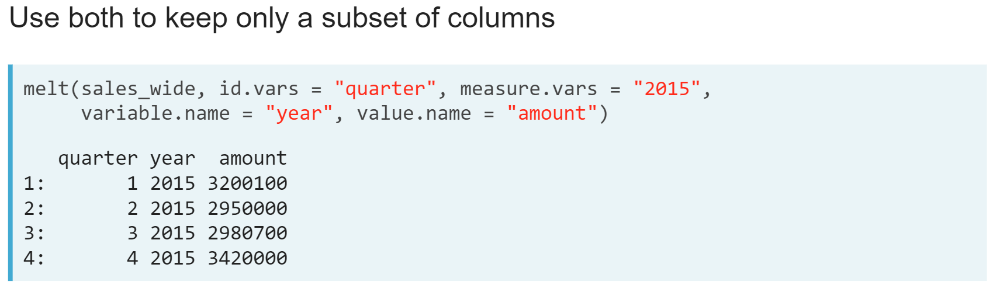 Use both to keep only a subset of columns
melt(sales_wide, id.vars = "quarter", measure.vars = "2015",
     variable.name = "year", value.name = "amount")
   quarter year  amount
1:       1 2015 3200100
2:       2 2015 2950000
3:       3 2015 2980700
4:       4 2015 3420000